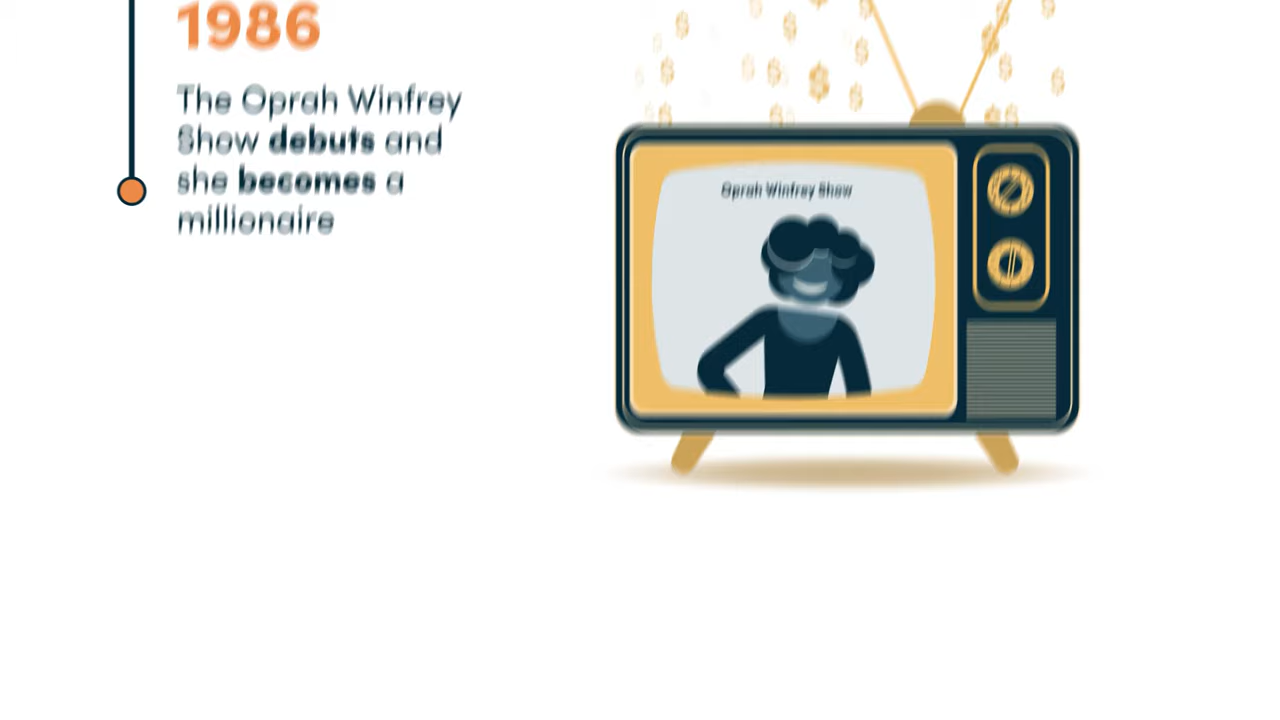 1986
The Oprah Winfrey
Show debuts and
she becomes a
millionaire
Oprah Winfrey Show